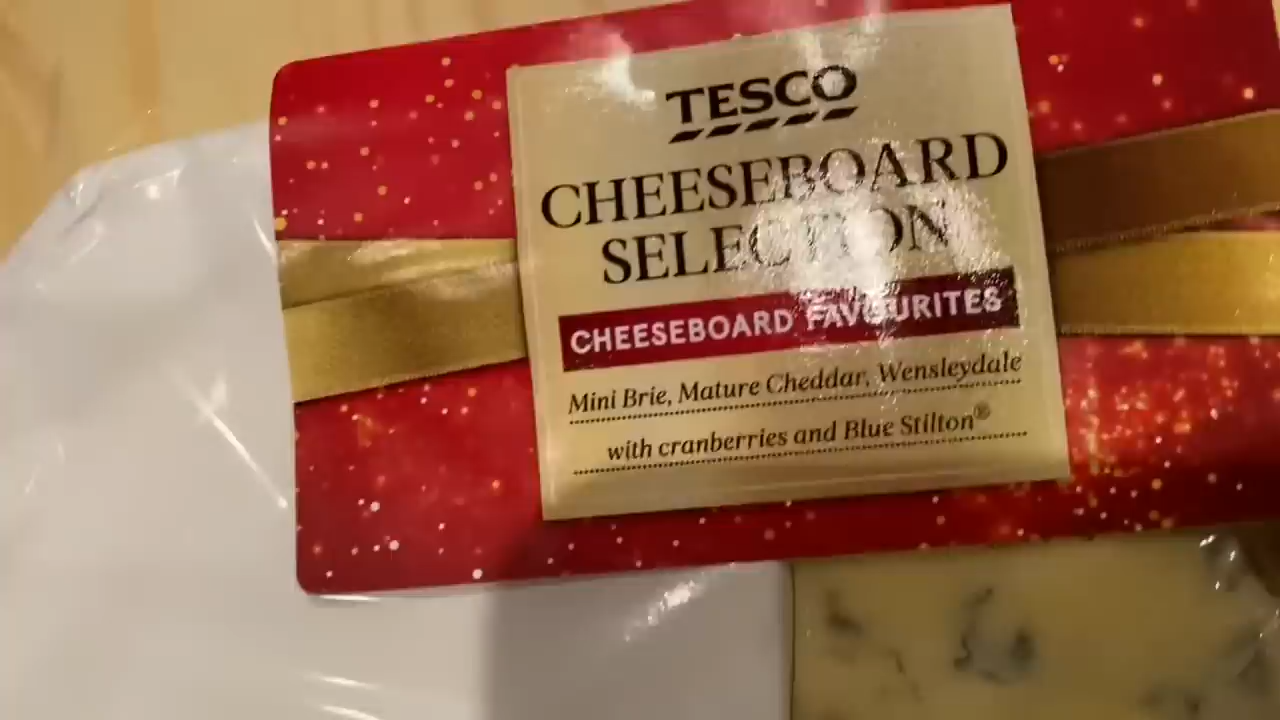 TESCO
CHEESEBOARD
SELECTION
CHEESEBOARD FAVOURITES
Mini Brie, Mature Cheddar, Wensleydale
with cranberries and Blue Stilton®